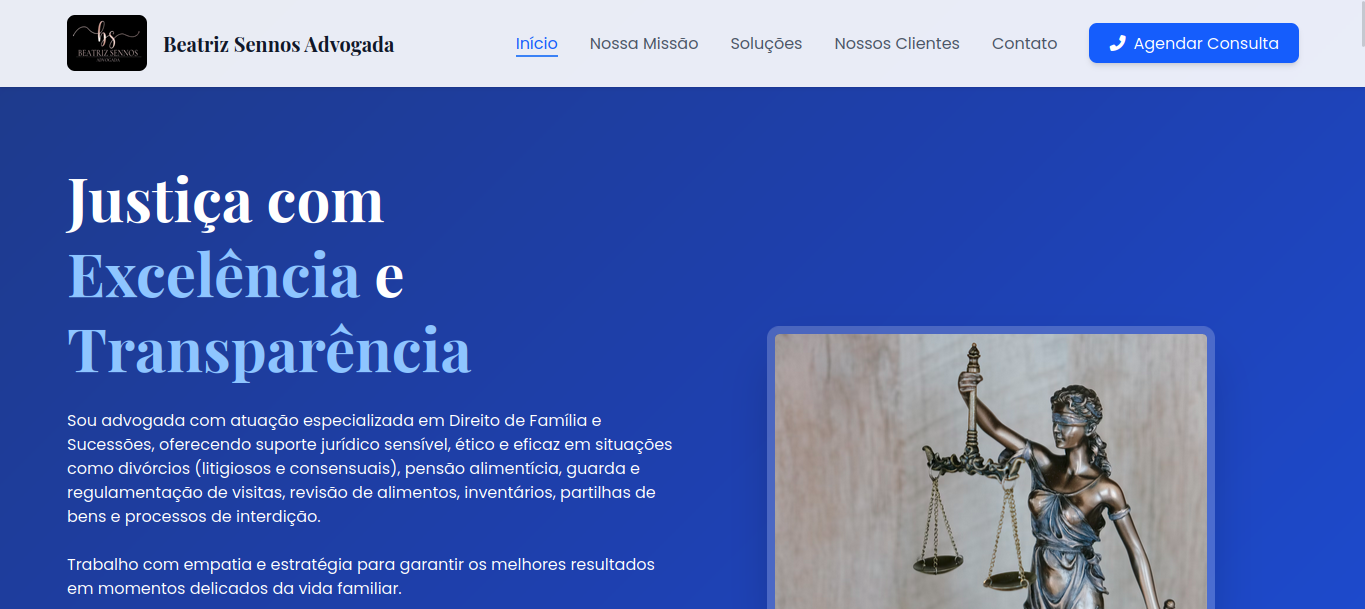 bs
BEATRIZ SENNOS
ADVOGADA
Beatriz Sennos Advogada
Início
Nossa Missão
Soluções
Nossos Clientes
Contato
Agendar Consulta
Justiça com
Excelência e
Transparência
Sou advogada com atuação especializada em Direito de Família e
Sucessões, oferecendo suporte jurídico sensível, ético e eficaz em situações
como divórcios (litigiosos e consensuais), pensão alimentícia, guarda e
regulamentação de visitas, revisão de alimentos, inventários, partilhas de
bens e processos de interdição.
Trabalho com empatia e estratégia para garantir os melhores resultados
em momentos delicados da vida familiar.